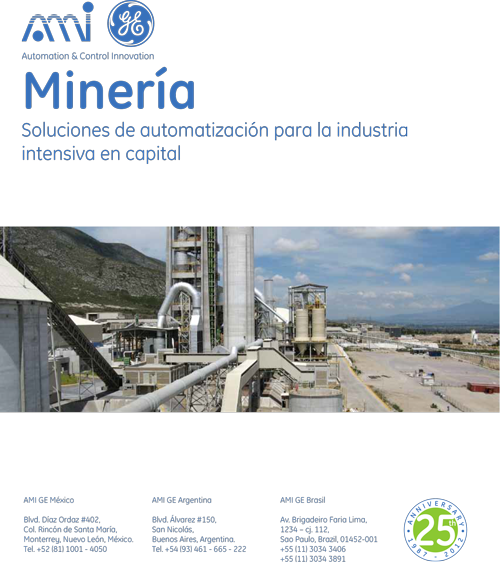 ami
GE
Automation & Control Innovation
Minería
Soluciones de automatización para la industria
intensiva en capital
AMI GE México
Blvd. Díaz Ordaz #402,
Col. Rincón de Santa María,
Monterrey, Nuevo León, México.
Tel. +52 (81) 1001 - 4050
AMI GE Argentina
Blvd. Álvarez #150,
San Nicolás,
Buenos Aires, Argentina.
Tel. +54 (93) 461 - 665 - 222
AMI GE Brasil
Av. Brigadeiro Faria Lima,
1234 – cj. 112,
Sao Paulo, Brasil, 01452-001
+55 (11) 3034 3406
+55 (11) 3034 3891
ANNIVERSARY
25th
1987 - 2012